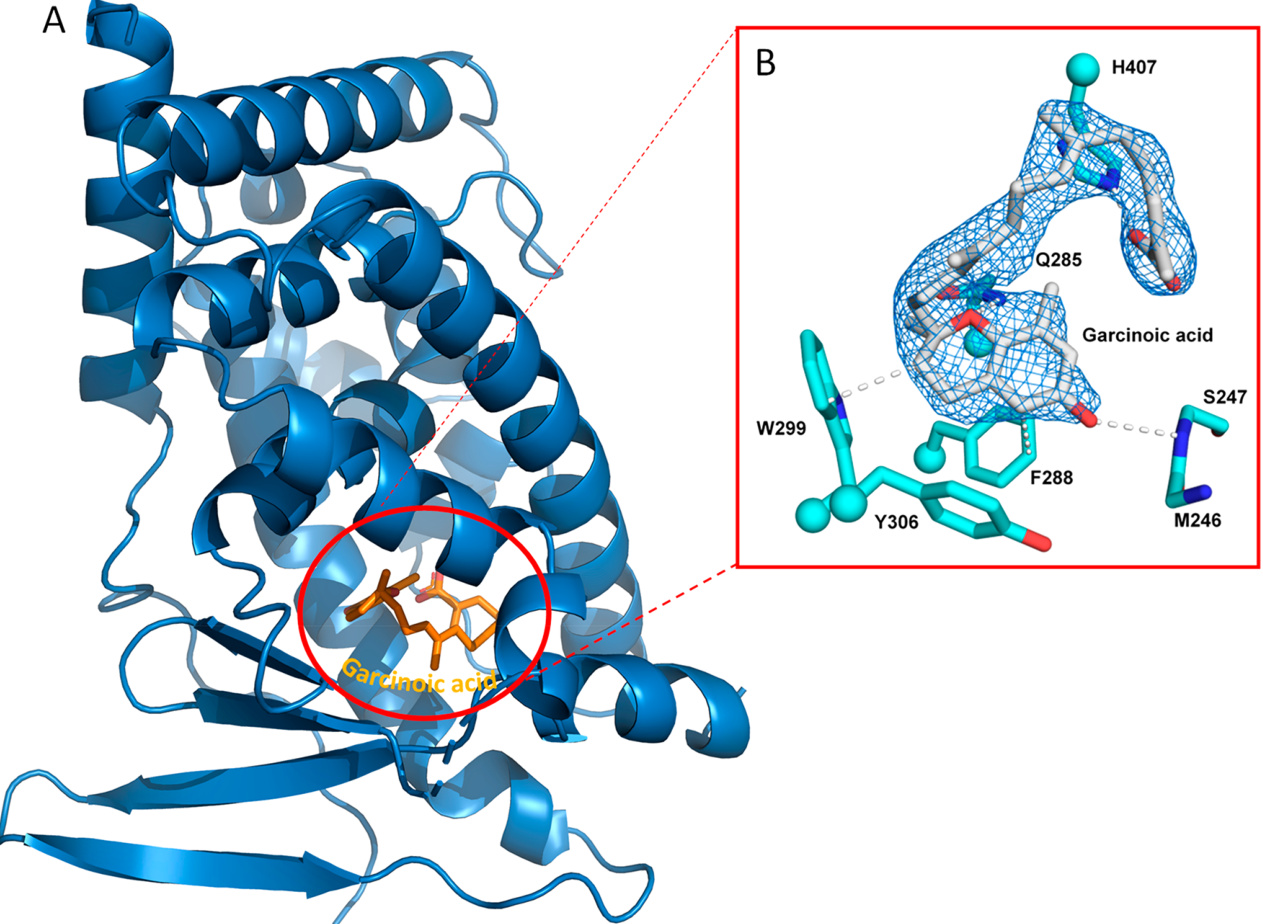 A
B
H407
Q285
Garcinoic acid
S247
W299
F288
Y306
M246
Garcinoic acid